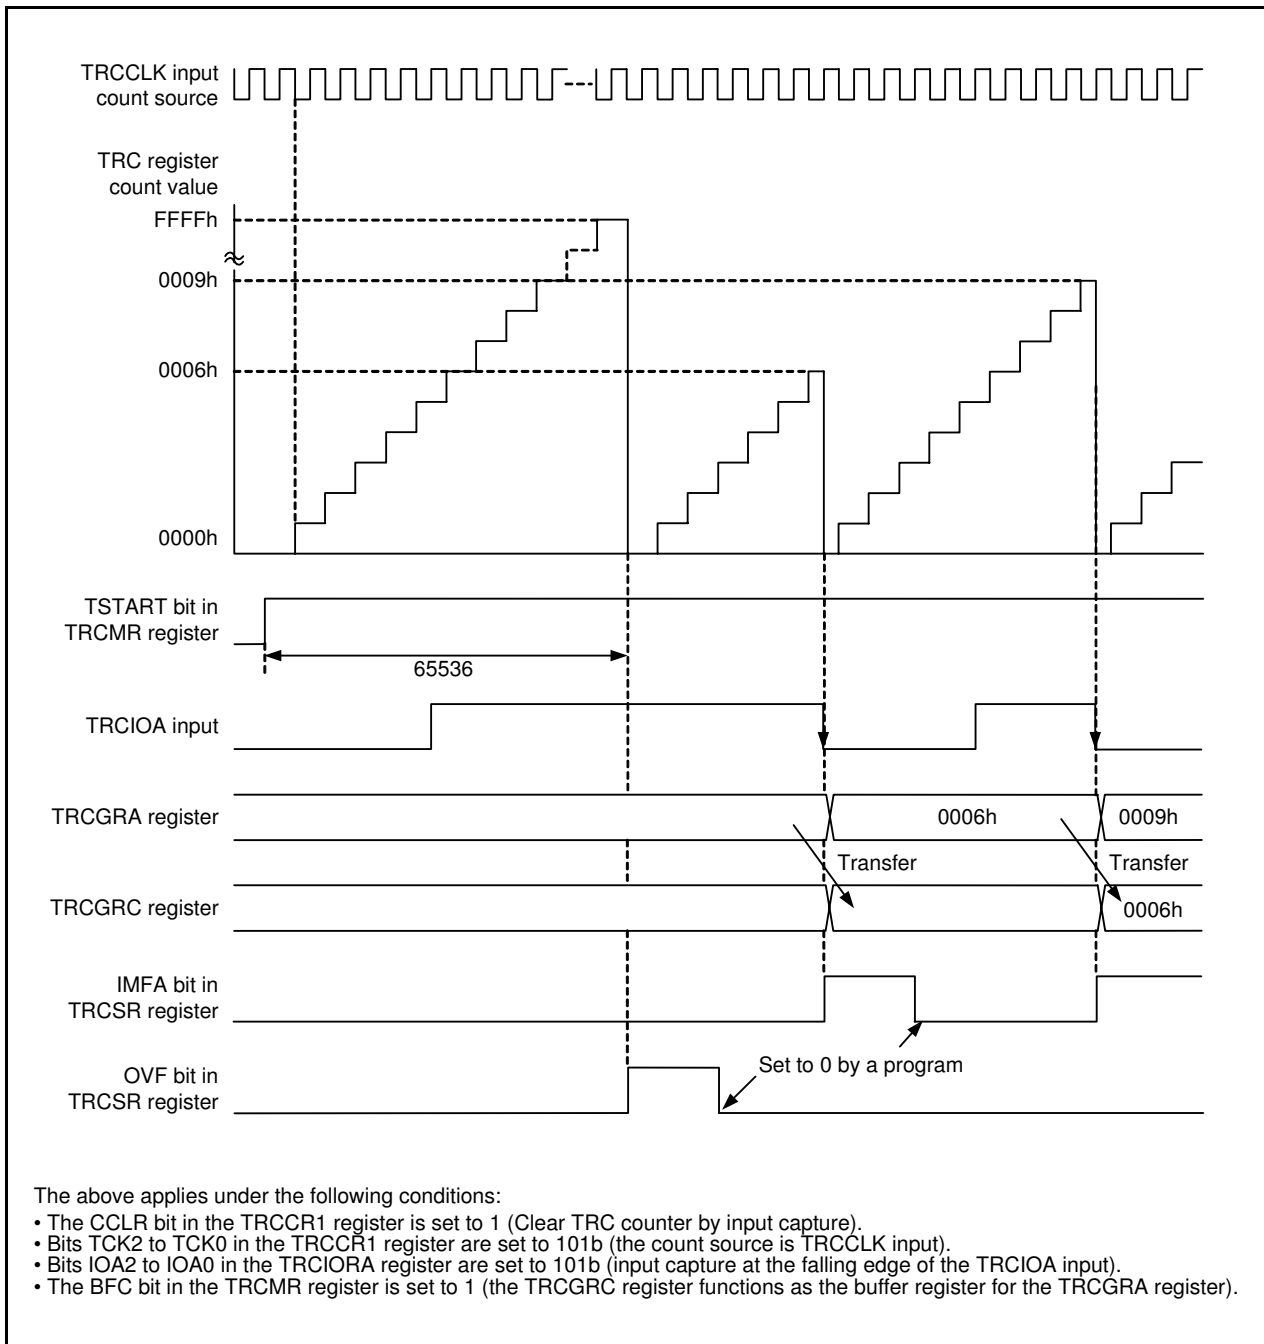 TRCCLK input
count source
TRC register
count value
FFFFh
0009h
0006h
0000h
TSTART bit in
TRCMR register
65536
TRCIOA input
TRCGRA register
0006h
0009h
Transfer
Transfer
TRCGRC register
0006h
IMFA bit in
TRCSR register
Set to 0 by a program
OVF bit in
TRCSR register
The above applies under the following conditions:
• The CCLR bit in the TRCCR1 register is set to 1 (Clear TRC counter by input capture).
• Bits TCK2 to TCK0 in the TRCCR1 register are set to 101b (the count source is TRCCLK input).
• Bits IOA2 to IOA0 in the TRCIORA register are set to 101b (input capture at the falling edge of the TRCIOA input).
• The BFC bit in the TRCMR register is set to 1 (the TRCGRC register functions as the buffer register for the TRCGRA register).